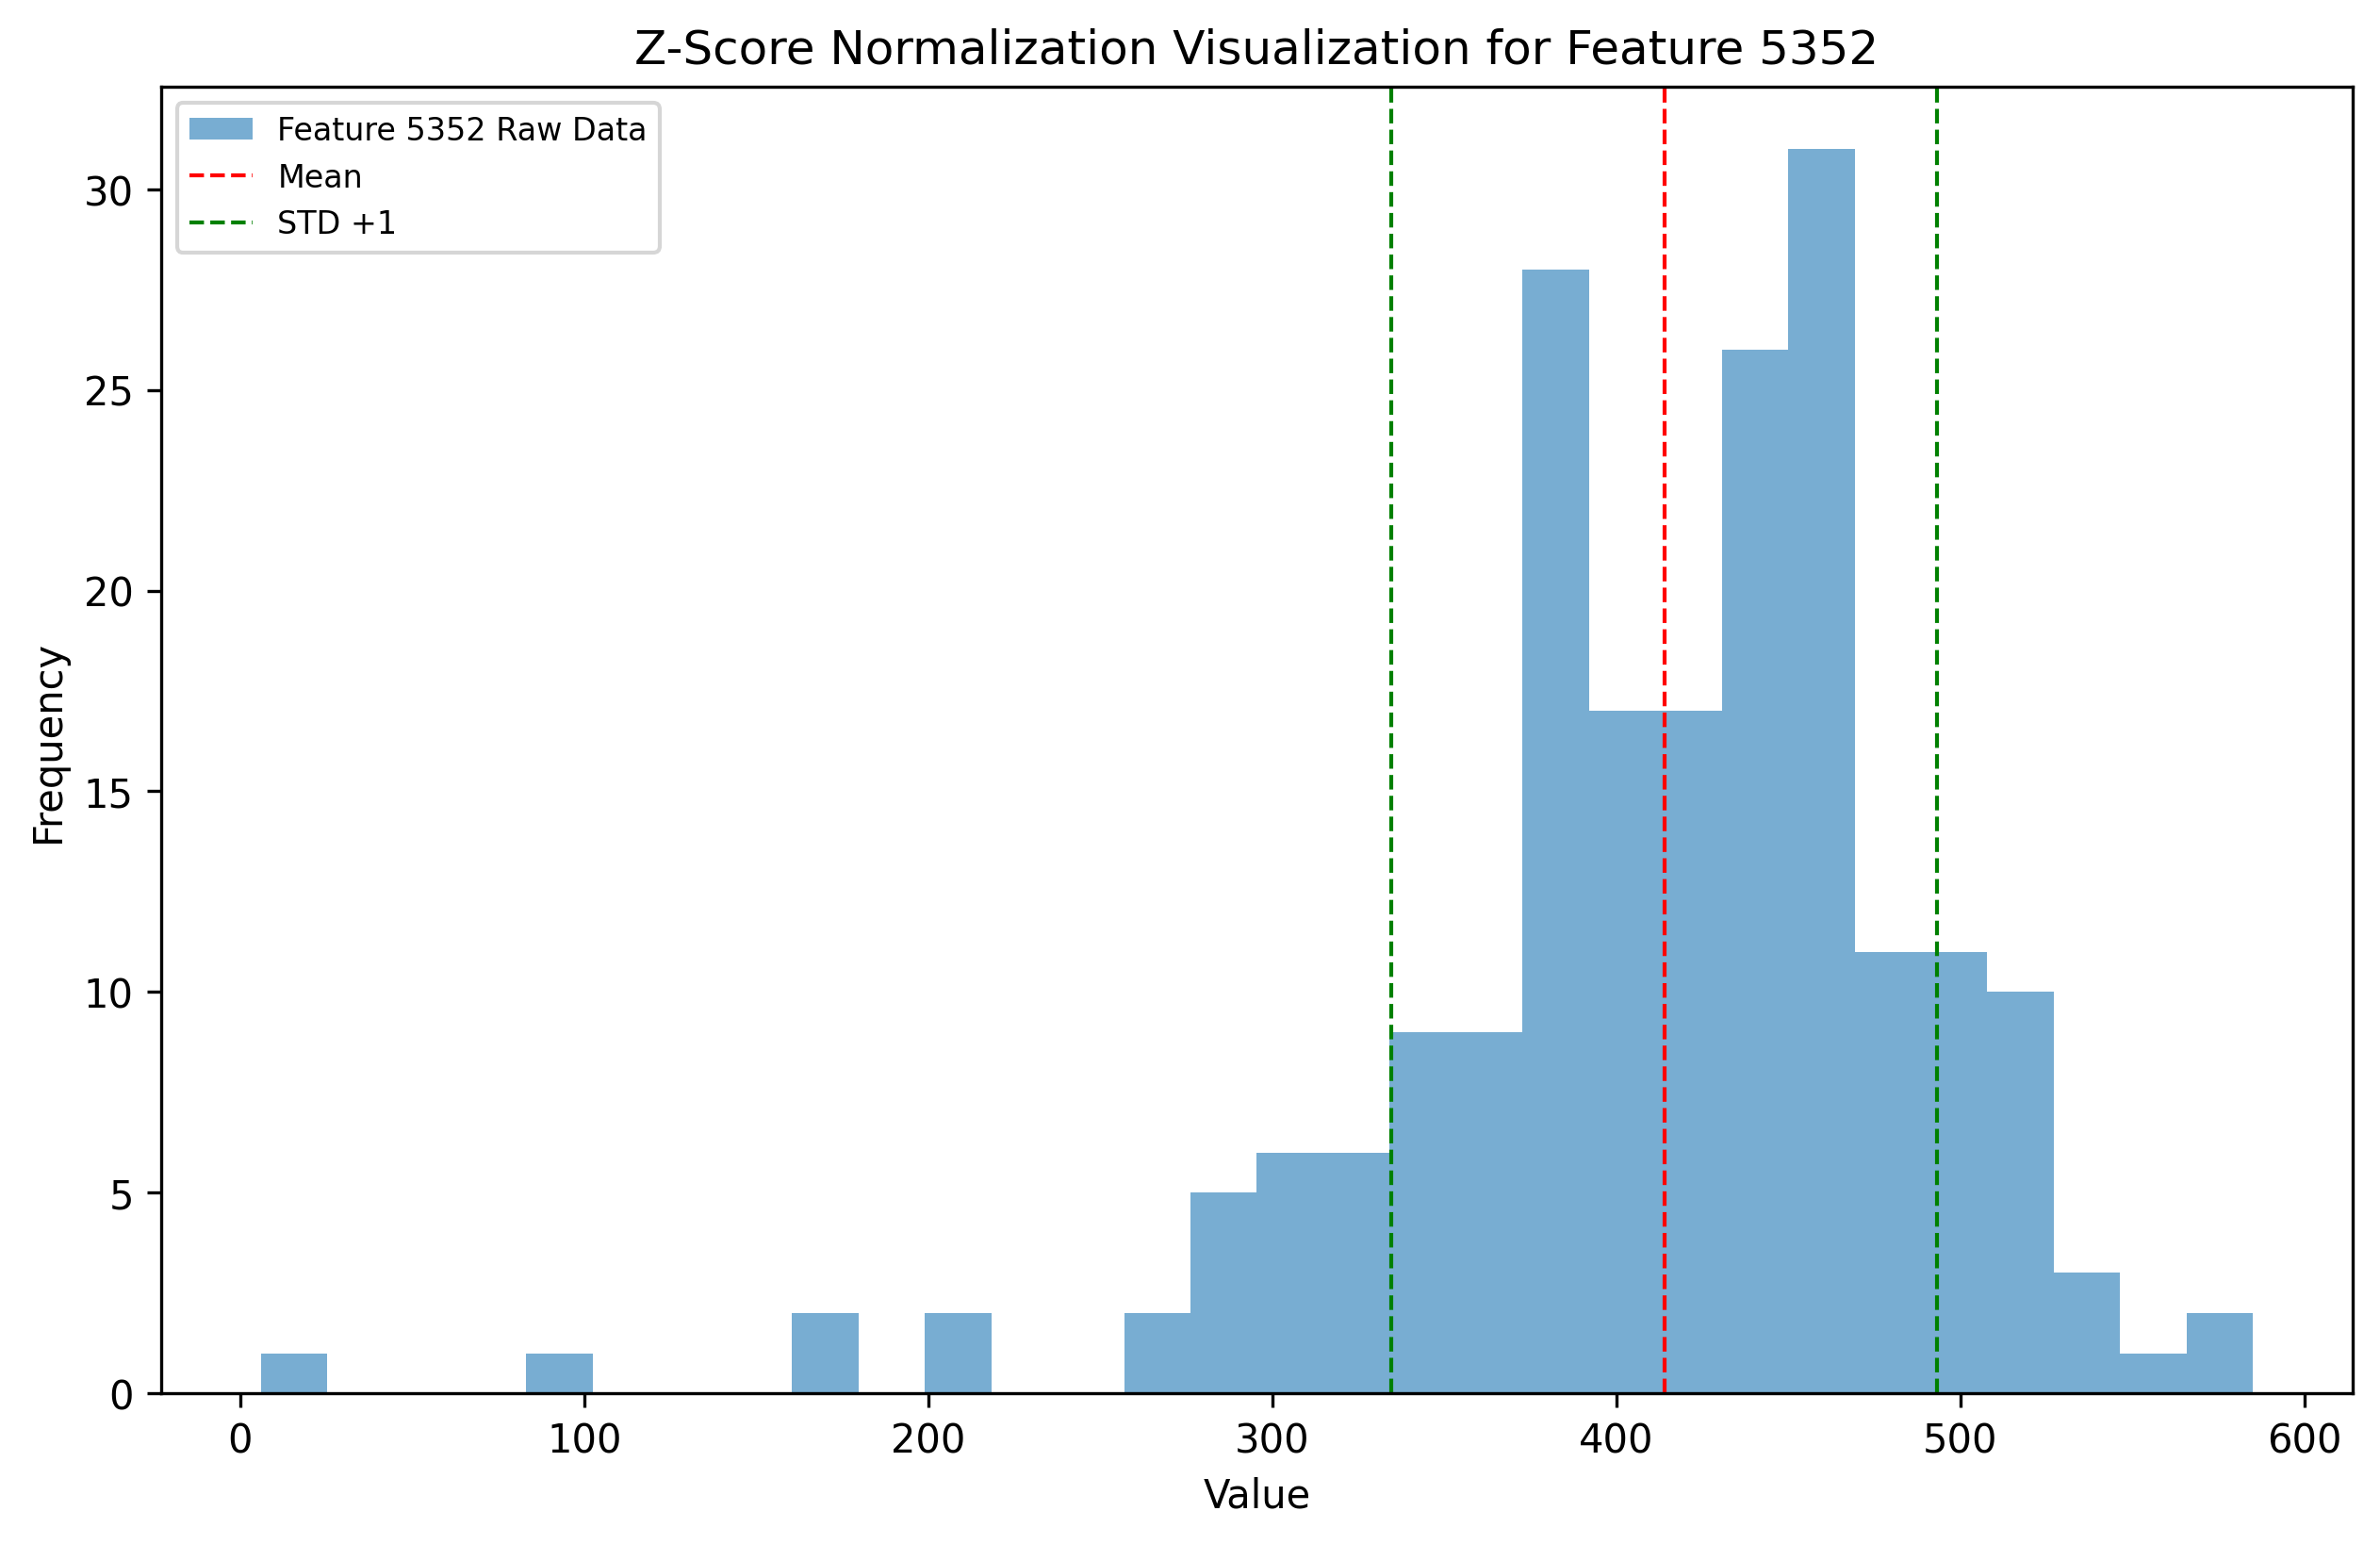 Z-Score Normalization Visualization for Feature 5352
Feature 5352 Raw Data
Mean
STD +1
30
25
20
15
10
5
0
Frequency
0 100 200 300 400 500 600
Value